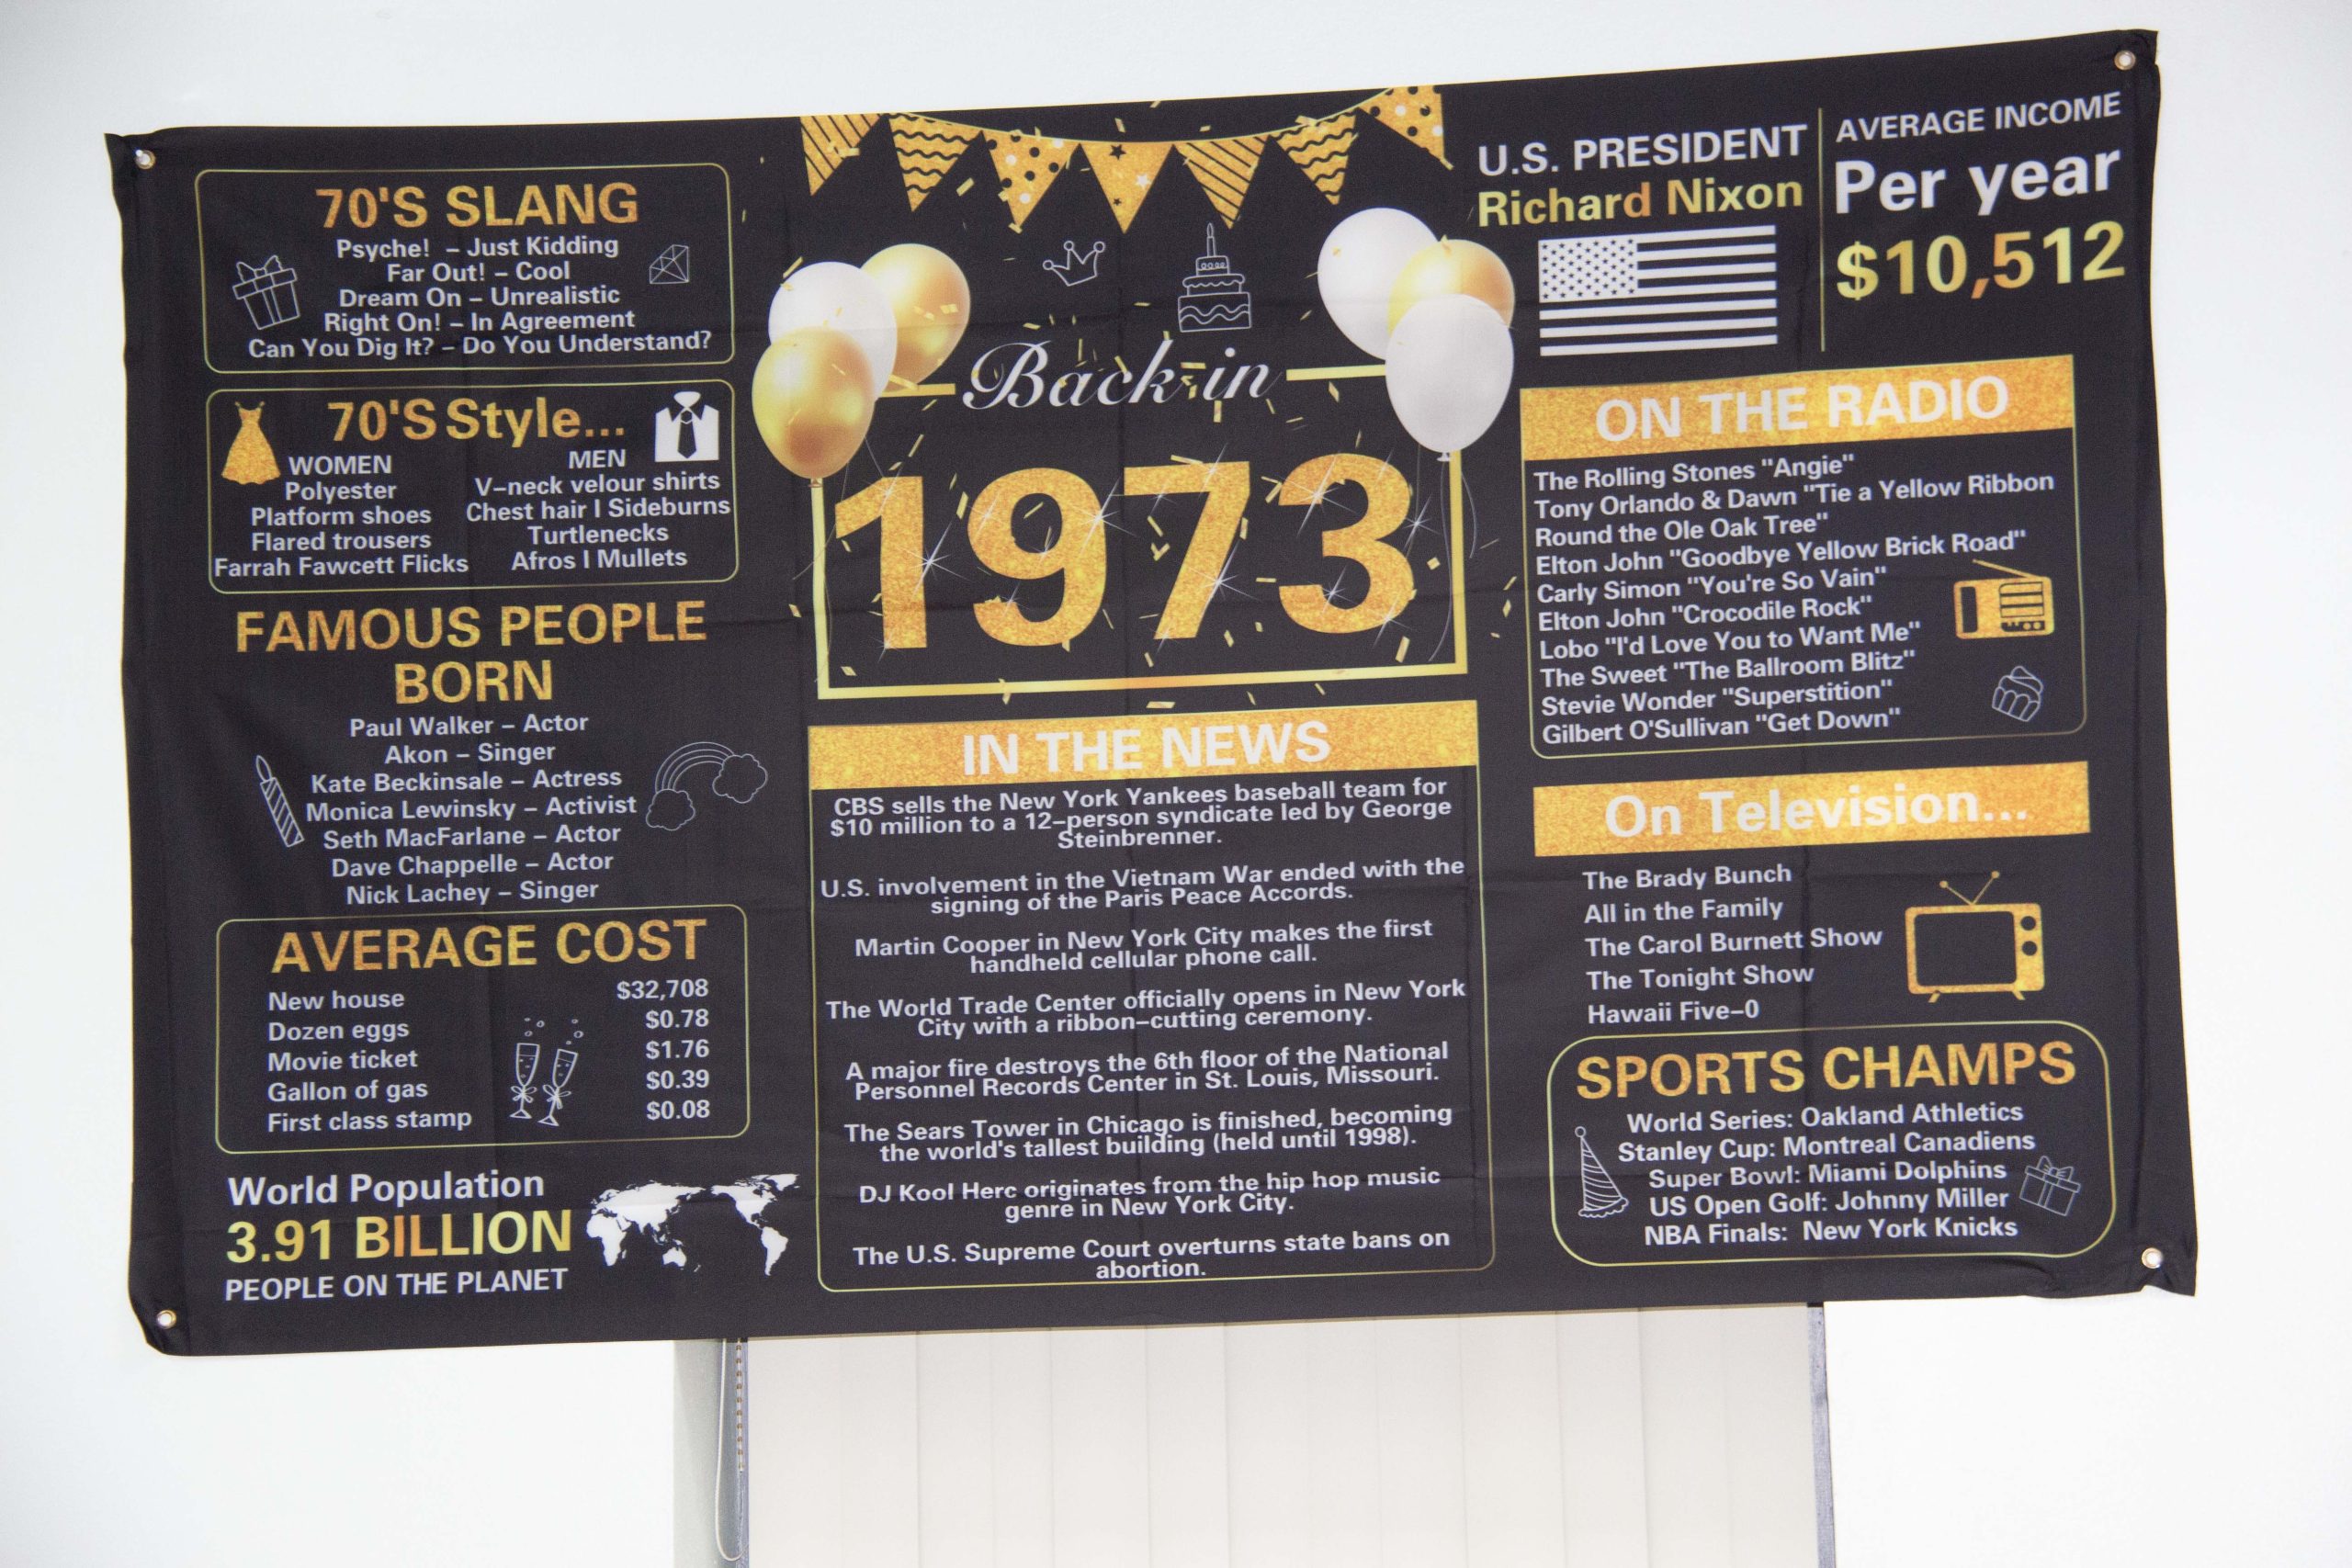 70'S SLANG
Psyche! – Just Kidding
Far Out! – Cool
Dream On – Unrealistic
Right On! – In Agreement
Can You Dig It? – Do You Understand?
70'S Style...
WOMEN
Polyester
Platform shoes
Flared trousers
Farrah Fawcett Flicks
MEN
V–neck velour shirts
Chest hair I Sideburns
Turtlenecks
Afros I Mullets
FAMOUS PEOPLE
BORN
Paul Walker – Actor
Akon – Singer
Kate Beckinsale – Actress
Monica Lewinsky – Activist
Seth MacFarlane – Actor
Dave Chappelle – Actor
Nick Lachey – Singer
AVERAGE COST
New house $32,708
Dozen eggs $0.78
Movie ticket $1.76
Gallon of gas $0.39
First class stamp $0.08
World Population
3.91 BILLION
PEOPLE ON THE PLANET
Back in
1973
IN THE NEWS
CBS sells the New York Yankees baseball team for
$10 million to a 12–person syndicate led by George
Steinbrenner.
U.S. involvement in the Vietnam War ended with the
signing of the Paris Peace Accords.
Martin Cooper in New York City makes the first
handheld cellular phone call.
The World Trade Center officially opens in New York
City with a ribbon–cutting ceremony.
A major fire destroys the 6th floor of the National
Personnel Records Center in St. Louis, Missouri.
The Sears Tower in Chicago is finished, becoming
the world's tallest building (held until 1998).
DJ Kool Herc originates from the hip hop music
genre in New York City.
The U.S. Supreme Court overturns state bans on
abortion.
U.S. PRESIDENT
Richard Nixon
AVERAGE INCOME
Per year
$10,512
ON THE RADIO
The Rolling Stones "Angie"
Tony Orlando & Dawn "Tie a Yellow Ribbon
Round the Ole Oak Tree"
Elton John "Goodbye Yellow Brick Road"
Carly Simon "You're So Vain"
Elton John "Crocodile Rock"
Lobo "I'd Love You to Want Me"
The Sweet "The Ballroom Blitz"
Stevie Wonder "Superstition"
Gilbert O'Sullivan "Get Down"
On Television...
The Brady Bunch
All in the Family
The Carol Burnett Show
The Tonight Show
Hawaii Five–0
SPORTS CHAMPS
World Series: Oakland Athletics
Stanley Cup: Montreal Canadiens
Super Bowl: Miami Dolphins
US Open Golf: Johnny Miller
NBA Finals: New York Knicks